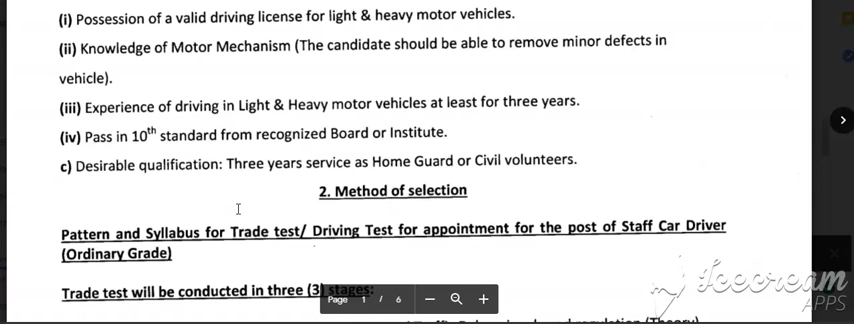 (i) Possession of a valid driving license for light & heavy motor vehicles.
(ii) Knowledge of Motor Mechanism (The candidate should be able to remove minor defects in
vehicle).
(iii) Experience of driving in Light & Heavy motor vehicles at least for three years.
(iv) Pass in 10th standard from recognized Board or Institute.
c) Desirable qualification: Three years service as Home Guard or Civil volunteers.
2. Method of selection
Pattern and Syllabus for Trade test/ Driving Test for appointment for the post of Staff Car Driver
(Ordinary Grade)
Trade test will be conducted in three (3) stages:
Page 1 / 6
Icecream
APPS
(Theory)